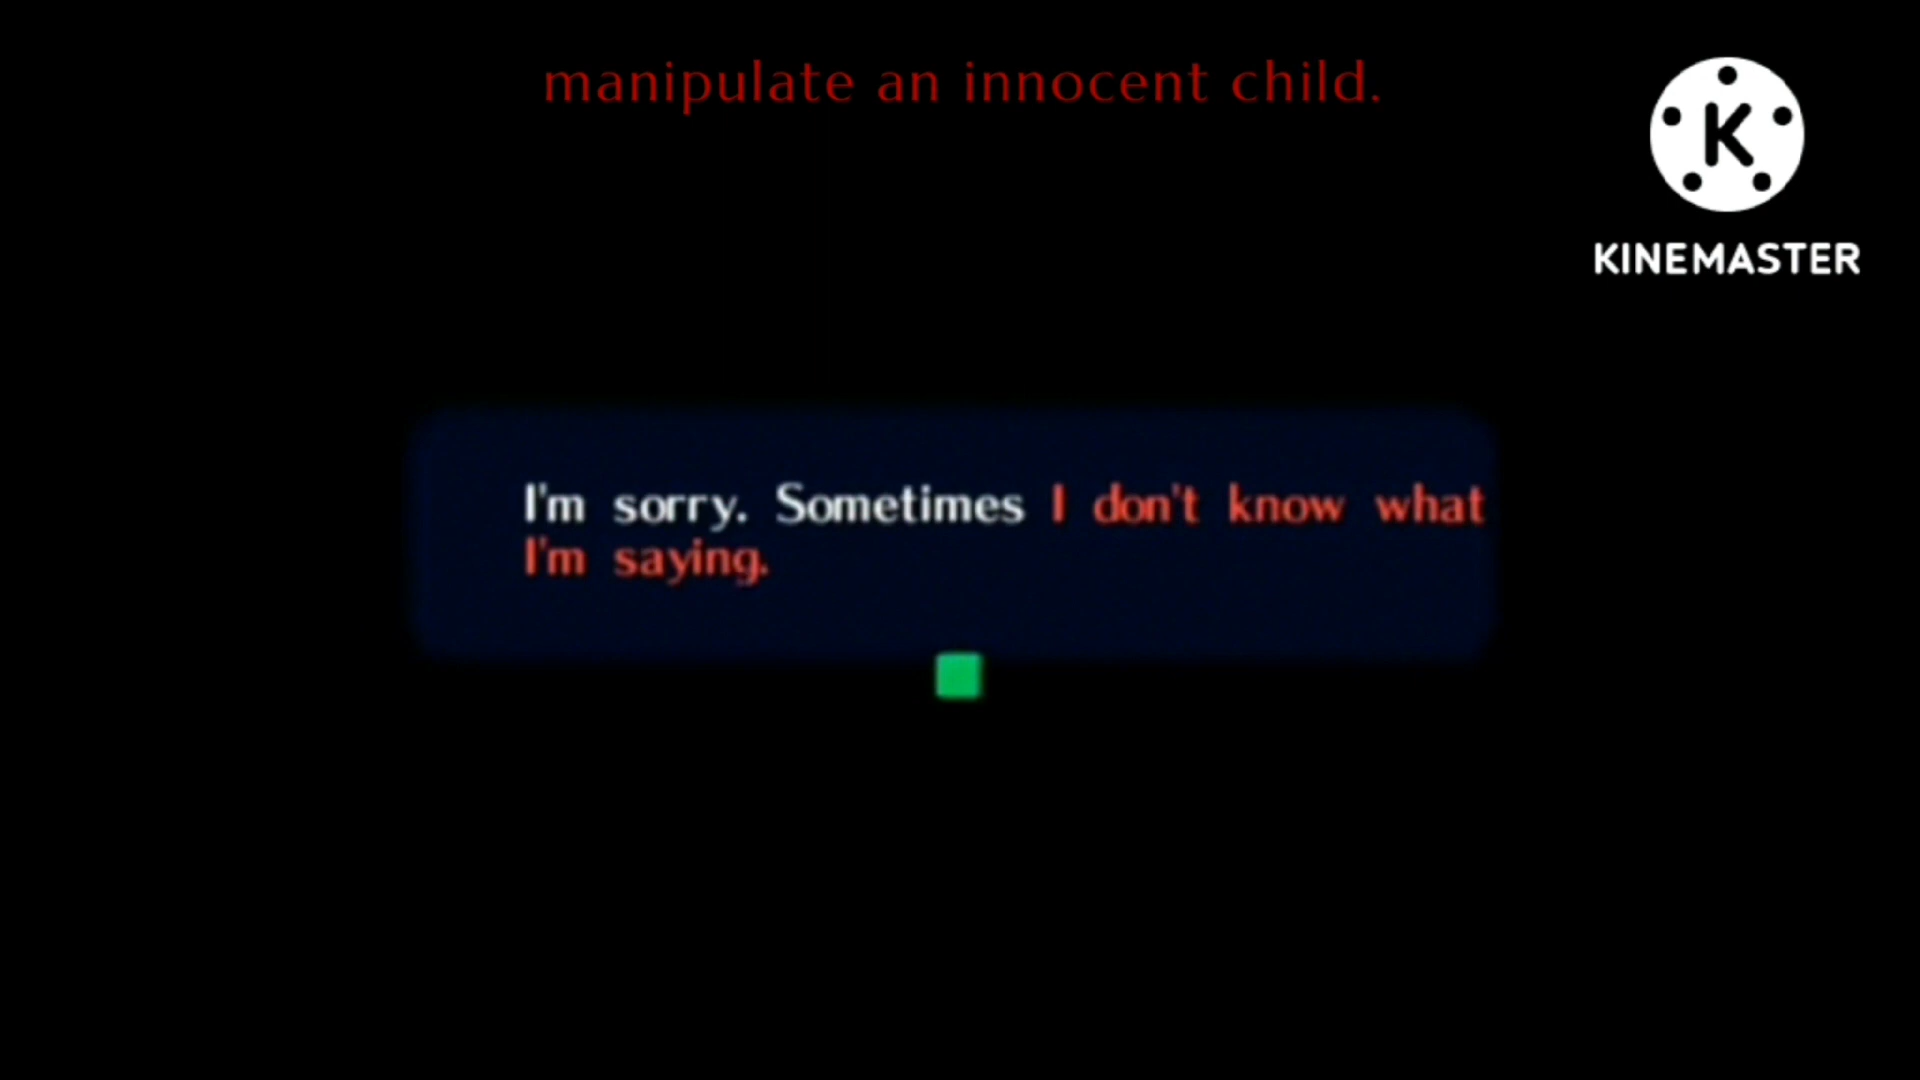 manipulate an innocent child.
K
KINEMASTER
I'm sorry. Sometimes I don't know what
I'm saying.